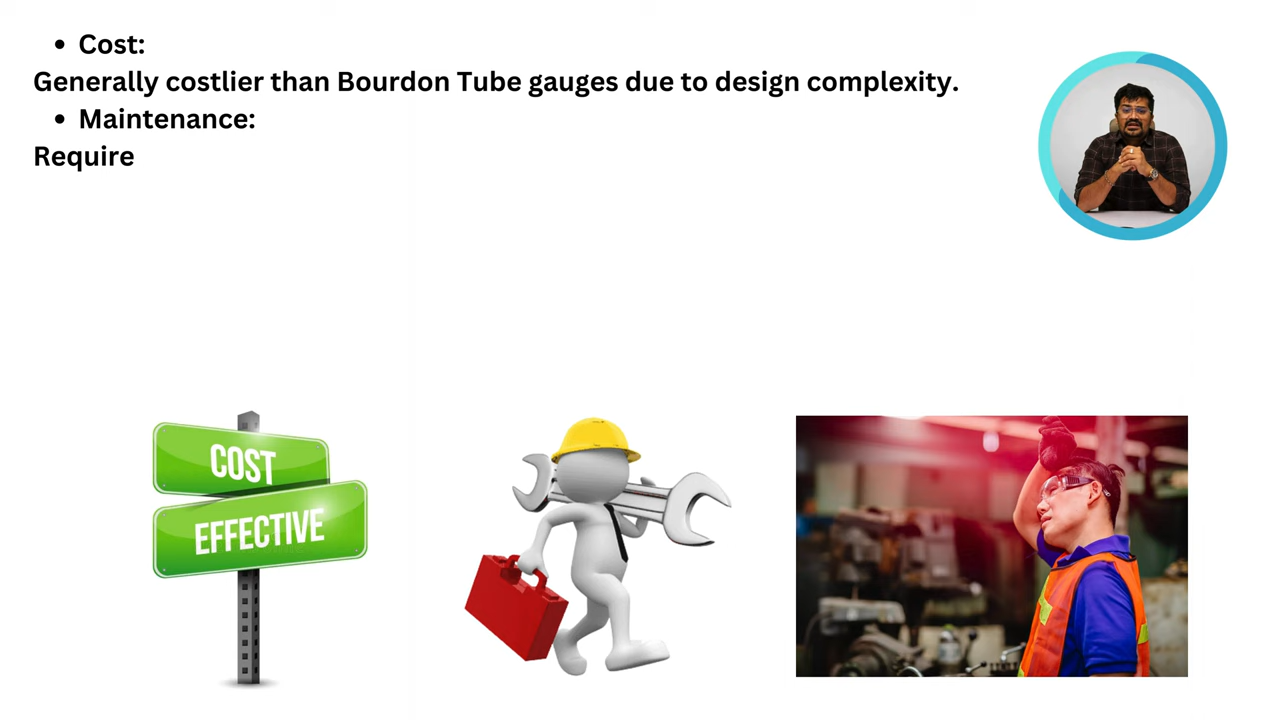 Cost:
Generally costlier than Bourdon Tube gauges due to design complexity.
Maintenance:
Require
COST
EFFECTIVE